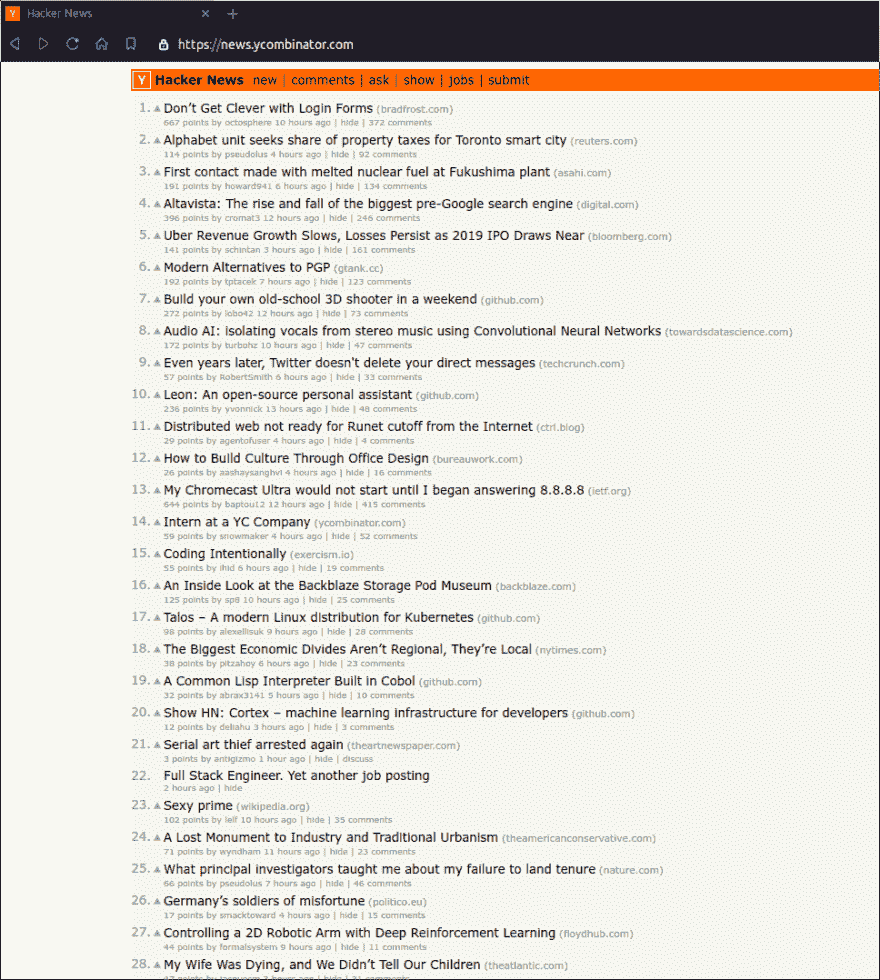 Y Hacker News × +
https://news.ycombinator.com
Y Hacker News new | comments | ask | show | jobs | submit
1. Don’t Get Clever with Login Forms (bradfrost.com)
667 points by octosphere 10 hours ago | hide | 372 comments
2. Alphabet unit seeks share of property taxes for Toronto smart city (reuters.com)
114 points by pseudolus 4 hours ago | hide | 92 comments
3. First contact made with melted nuclear fuel at Fukushima plant (asahi.com)
191 points by howard941 6 hours ago | hide | 134 comments
4. Altavista: The rise and fall of the biggest pre-Google search engine (digital.com)
396 points by cromat3 12 hours ago | hide | 246 comments
5. Uber Revenue Growth Slows, Losses Persist as 2019 IPO Draws Near (bloomberg.com)
141 points by schintan 3 hours ago | hide | 161 comments
6. Modern Alternatives to PGP (gtank.cc)
192 points by tptacek 7 hours ago | hide | 123 comments
7. Build your own old-school 3D shooter in a weekend (github.com)
272 points by lobo42 12 hours ago | hide | 73 comments
8. Audio AI: isolating vocals from stereo music using Convolutional Neural Networks (towardsdatascience.com)
172 points by turbohz 10 hours ago | hide | 47 comments
9. Even years later, Twitter doesn't delete your direct messages (techcrunch.com)
57 points by RobertSmith 6 hours ago | hide | 33 comments
10. Leon: An open-source personal assistant (github.com)
236 points by yvonnick 13 hours ago | hide | 48 comments
11. Distributed web not ready for Runet cutoff from the Internet (ctrl.blog)
29 points by agentofuser 4 hours ago | hide | 4 comments
12. How to Build Culture Through Office Design (bureauwork.com)
26 points by aashaysanghvi 4 hours ago | hide | 16 comments
13. My Chromecast Ultra would not start until I began answering 8.8.8.8 (ietf.org)
644 points by baptou12 12 hours ago | hide | 415 comments
14. Intern at a YC Company (ycombinator.com)
59 points by snowmaker 4 hours ago | hide | 52 comments
15. Coding Intentionally (exercism.io)
55 points by ihid 6 hours ago | hide | 19 comments
16. An Inside Look at the Backblaze Storage Pod Museum (backblaze.com)
125 points by sp8 10 hours ago | hide | 25 comments
17. Talos – A modern Linux distribution for Kubernetes (github.com)
98 points by alexellisuk 9 hours ago | hide | 28 comments
18. The Biggest Economic Divides Aren’t Regional, They’re Local (nytimes.com)
38 points by pitzahoy 6 hours ago | hide | 23 comments
19. A Common Lisp Interpreter Built in Cobol (github.com)
32 points by abrax3141 5 hours ago | hide | 10 comments
20. Show HN: Cortex – machine learning infrastructure for developers (github.com)
12 points by deliahu 3 hours ago | hide | 3 comments
21. Serial art thief arrested again (theartnewspaper.com)
3 points by antigizmo 1 hour ago | hide | discuss
22. Full Stack Engineer. Yet another job posting
2 hours ago | hide
23. Sexy prime (wikipedia.org)
102 points by lelf 10 hours ago | hide | 35 comments
24. A Lost Monument to Industry and Traditional Urbanism (theamericanconservative.com)
71 points by wyndham 11 hours ago | hide | 23 comments
25. What principal investigators taught me about my failure to land tenure (nature.com)
66 points by pseudolus 7 hours ago | hide | 46 comments
26. Germany’s soldiers of misfortune (politico.eu)
17 points by smacktoward 4 hours ago | hide | 15 comments
27. Controlling a 2D Robotic Arm with Deep Reinforcement Learning (floydhub.com)
44 points by formalsystem 9 hours ago | hide | 11 comments
28. My Wife Was Dying, and We Didn’t Tell Our Children (theatlantic.com)